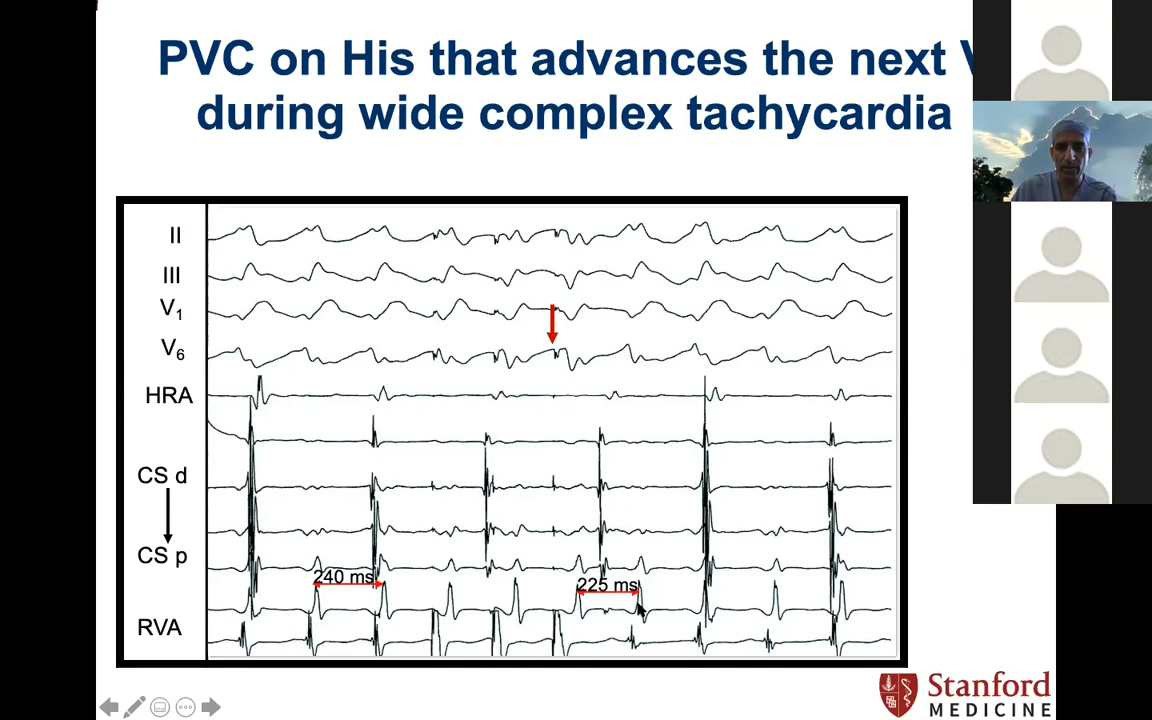 PVC on His that advances the next
during wide complex tachycardia
II
III
V1
V6
HRA
CS d
CS p
240 ms
225 ms
RVA
Stanford
MEDICINE